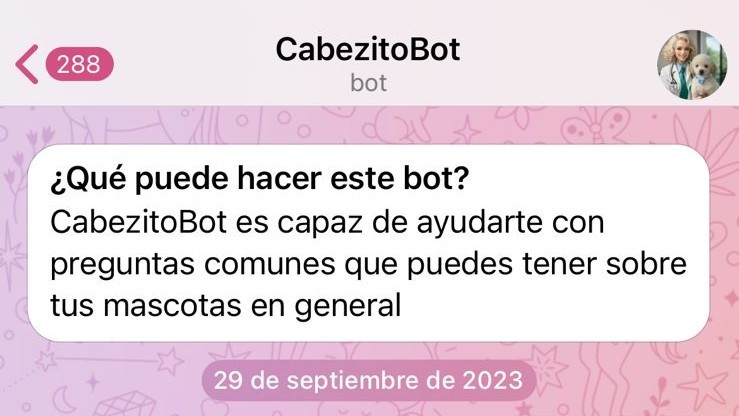 288
CabezitoBot
bot
¿Qué puede hacer este bot?
CabezitoBot es capaz de ayudarte con
preguntas comunes que puedes tener sobre
tus mascotas en general
29 de septiembre de 2023